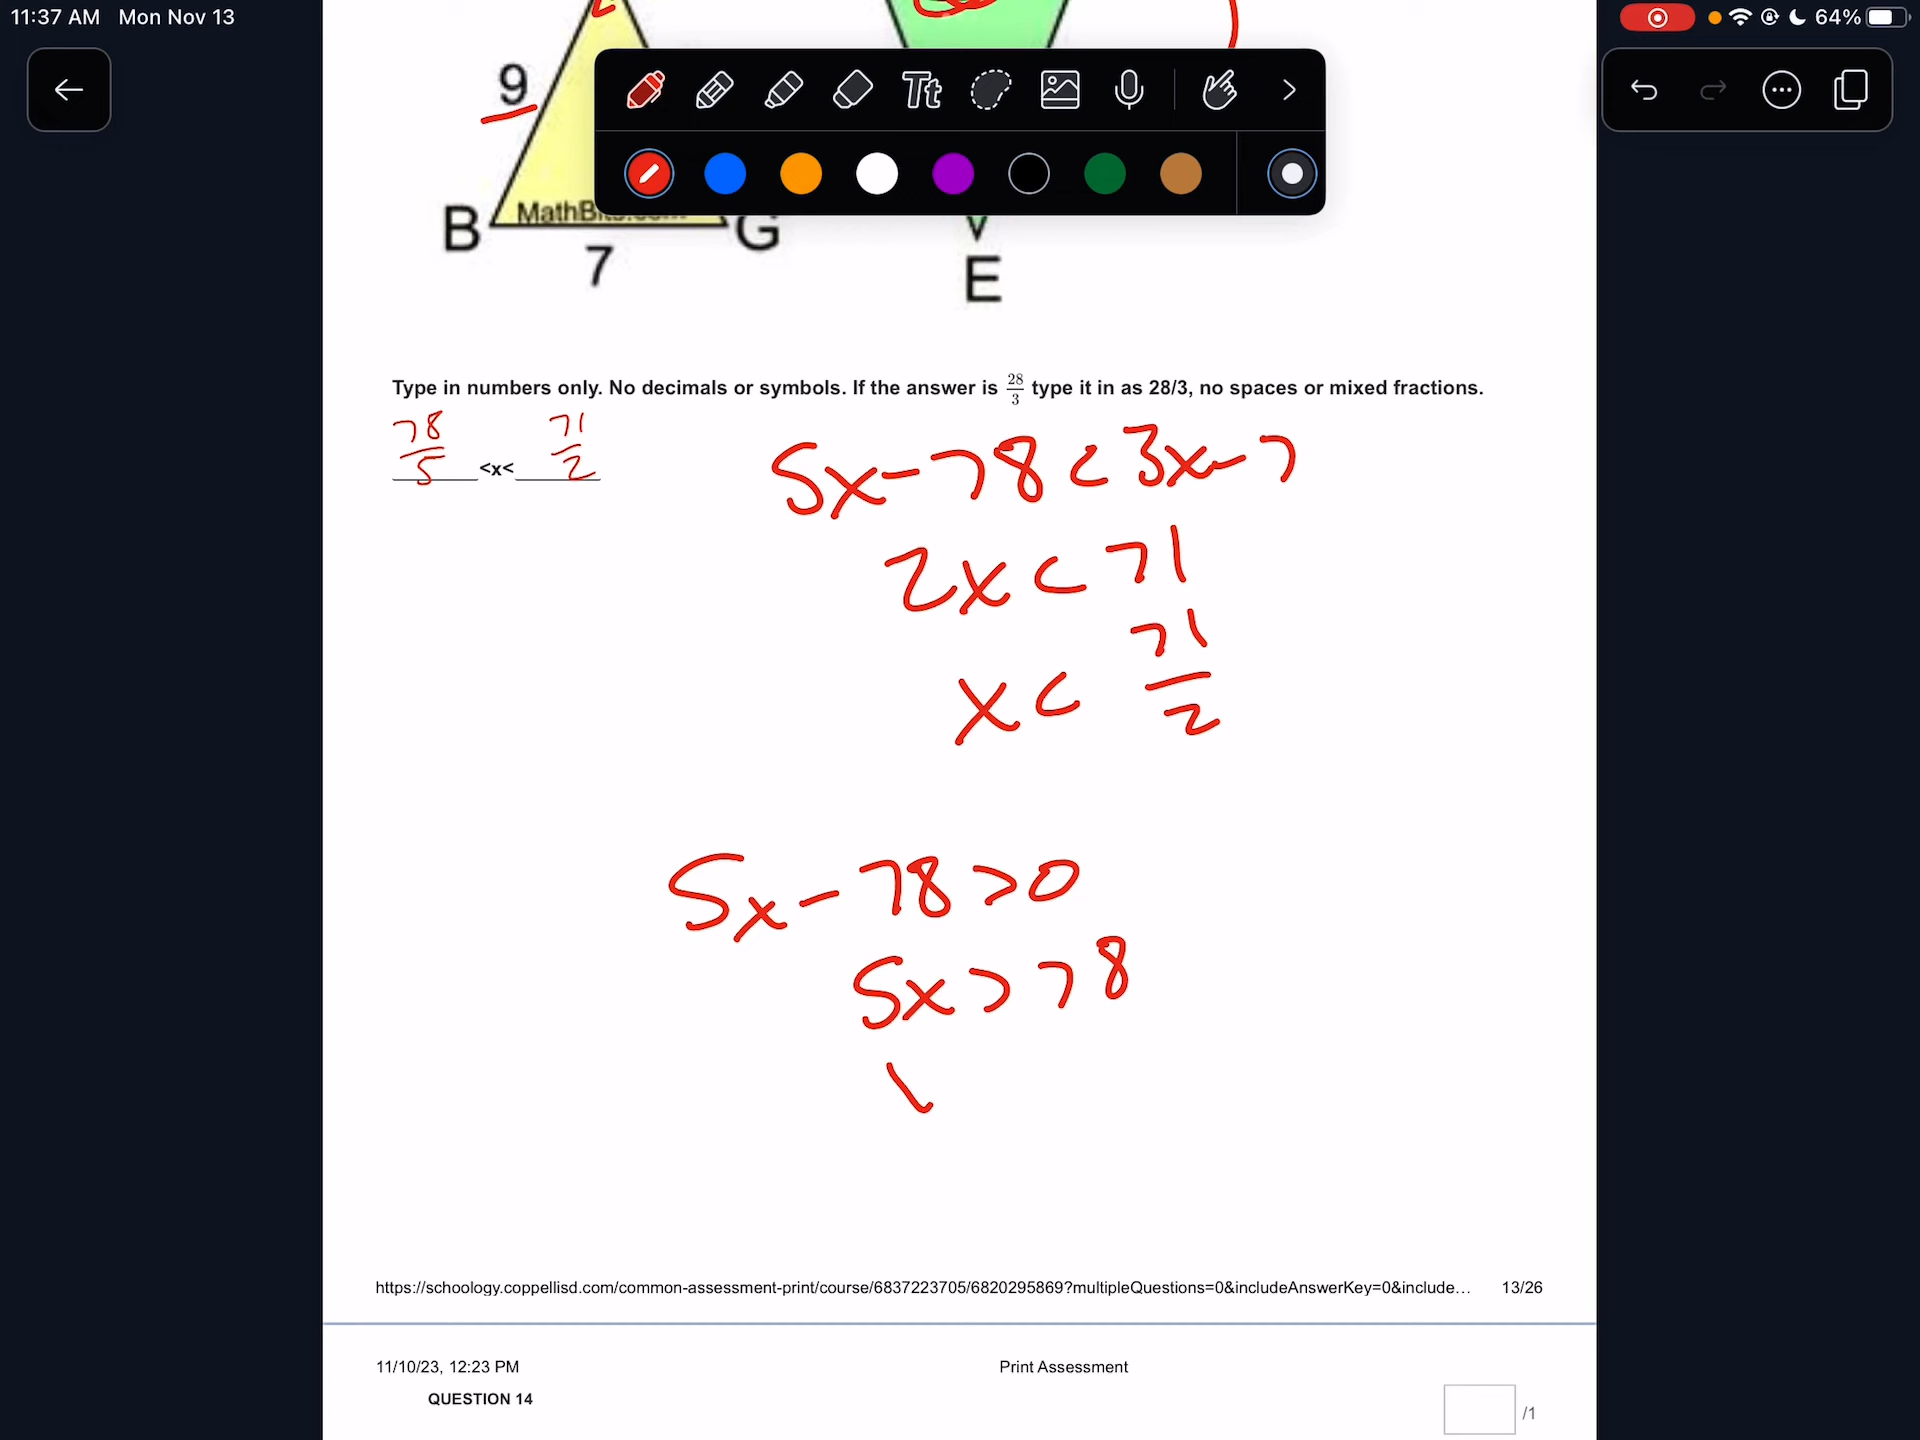 11:37 AM Mon Nov 13
64%
9
Tt
B
G
7
E
Type in numbers only. No decimals or symbols. If the answer is 28/3 type it in as 28/3, no spaces or mixed fractions.
78/5 <x< 71/2
5x-78<3x-7
2x<71
x< 71/2
5x-78>0
5x>78
https://schoology.coppellisd.com/common-assessment-print/course/6837223705/6820295869?multipleQuestions=0&includeAnswerKey=0&include... 13/26
11/10/23, 12:23 PM Print Assessment
QUESTION 14
/1